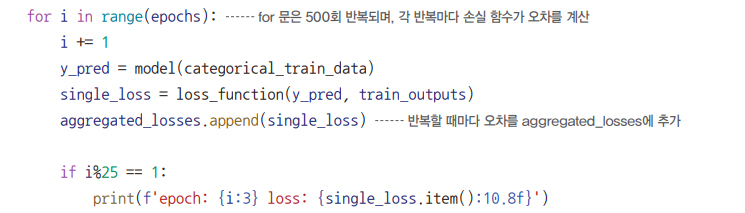 for i in range(epochs): ------ for 문은 500회 반복되며, 각 반복마다 손실 함수가 오차를 계산
    i += 1
    y_pred = model(categorical_train_data)
    single_loss = loss_function(y_pred, train_outputs)
    aggregated_losses.append(single_loss) ------ 반복할 때마다 오차를 aggregated_losses에 추가

    if i%25 == 1:
        print(f'epoch: {i:3} loss: {single_loss.item():10.8f}')